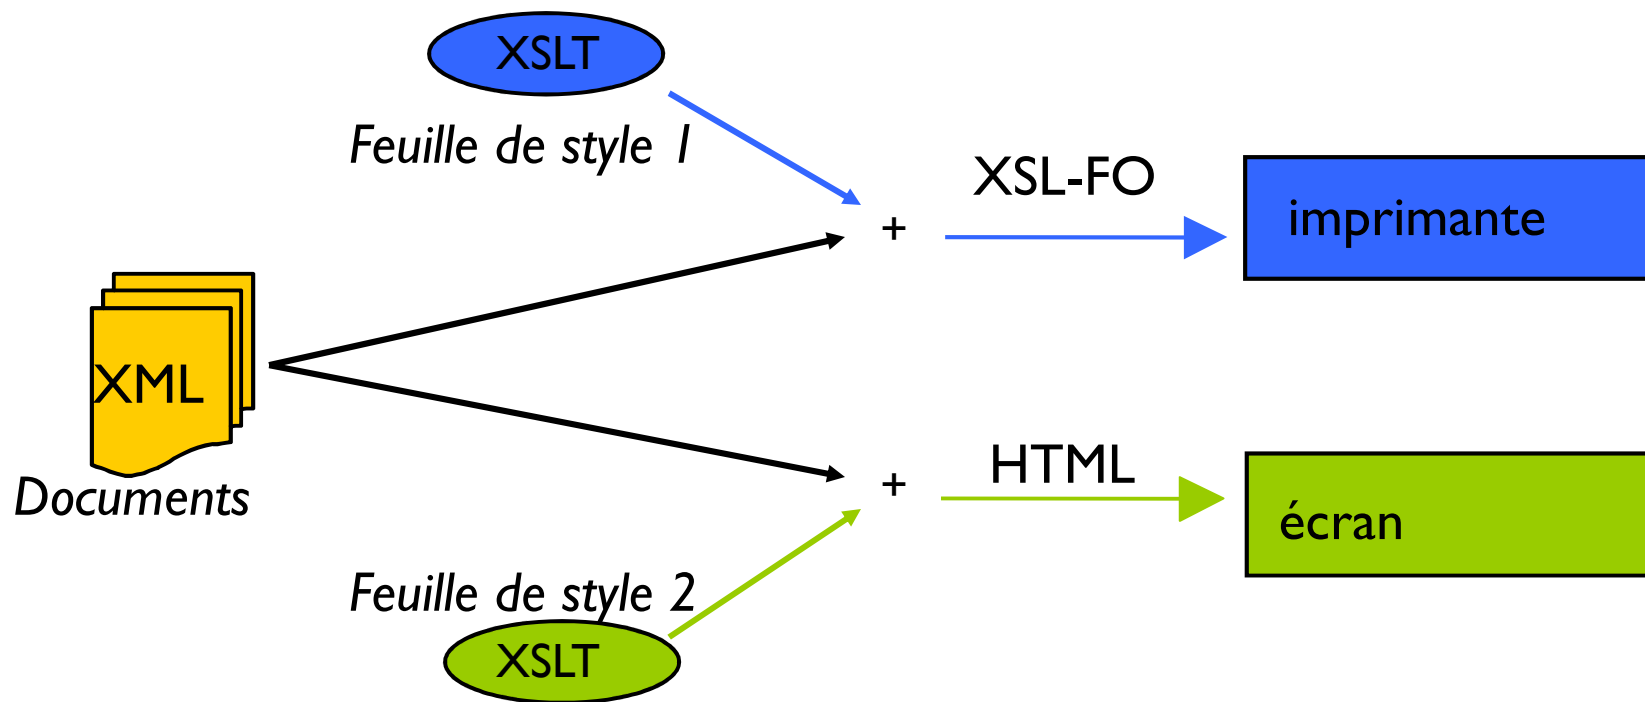 XSLT
Feuille de style 1
XSL-FO
+
imprimante
XML
Documents
HTML
+
écran
Feuille de style 2
XSLT